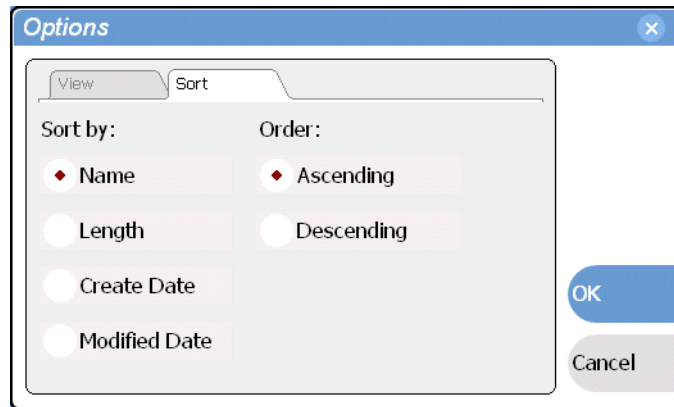 Options
View
Sort
Sort by:
Order:
Name
Ascending
Length
Descending
Create Date
Modified Date
OK
Cancel